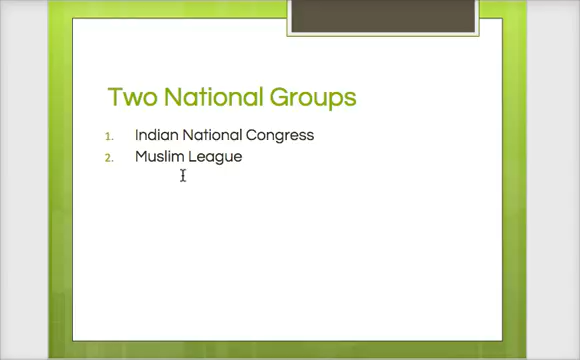 Two National Groups
1. Indian National Congress
2. Muslim League